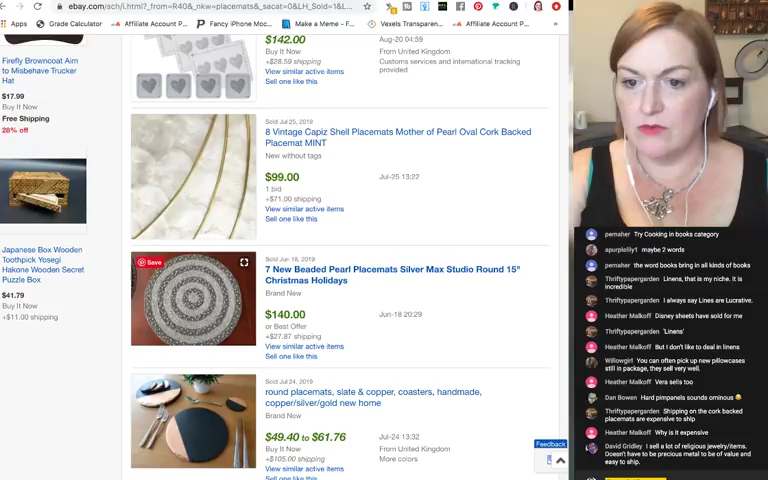 ebay.com/sch/i.html?_from=R40&_nkw=placemats&_sacat=0&LH_Sold=1&L...
Apps
Grade Calculator
Affiliate Account P...
Fancy iPhone Moc...
Make a Meme - F...
Vexels Transparen...
Affiliate Account P...
Firefly Browncoat Aim
to Misbehave Trucker
Hat
$17.99
Buy It Now
Free Shipping
28% off
Japanese Box Wooden
Toottopix Yosegi
Hakone Wooden Secret
Puzzle Box
$41.79
Buy It Now
+$11.00 shipping
$142.00
Buy It Now
+$28.59 shipping
View similar active items
Sell one like this
Aug-20 04:59
From United Kingdom
Customs services and international tracking
provided
Sold Jul 25, 2019
8 Vintage Capiz Shell Placemats Mother of Pearl Oval Cork Backed
Placemat MINT
New without tags
$99.00
1 bid
+$71.00 shipping
View similar active items
Sell one like this
Jul-25 13:22
Save
Sold Jun 18, 2019
7 New Beaded Pearl Placemats Silver Max Studio Round 15"
Christmas Holidays
Brand New
$140.00
or Best Offer
+$27.87 shipping
View similar active items
Sell one like this
Jun-18 20:29
Sold Jul 24, 2019
round placemats, slate & copper, coasters, handmade,
copper/silver/gold new home
Brand New
$49.40 to $61.76
Buy It Now
+$105.00 shipping
View similar active items
Sell one like this
Jul-24 13:32
From United Kingdom
More colors
Feedback
pemaher Try Cooking in books category
apurplelily1 maybe 2 words
pemaher the word books bring in all kinds of books
Thriftypapergarden Linens, that is my niche. It is
incredible
Thriftypapergarden I always say Lines are Lucrative.
Heather Malkoff Disney sheets have sold for me
Thriftypapergarden 'Linens'
Heather Malkoff But I don't like to deal in linens
Willowgirl You can often pick up new pillowcases
still in package, they sell very well.
Heather Malkoff Vera sells too
Dan Bowen Hard pimpanels sounds ominous
Thriftypapergarden Shipping on the cork backed
placemats are expensive to ship
Heather Malkoff Why is it expensive
David Gridley I sell a lot of religious jewelry/items.
Doesn't have to be precious metal to be of value and
easy to ship.